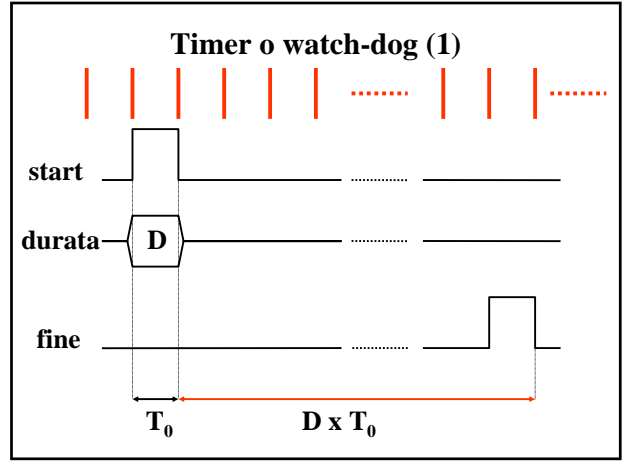 Timer o watch-dog (1)
start
durata D
fine
T₀ D x T₀